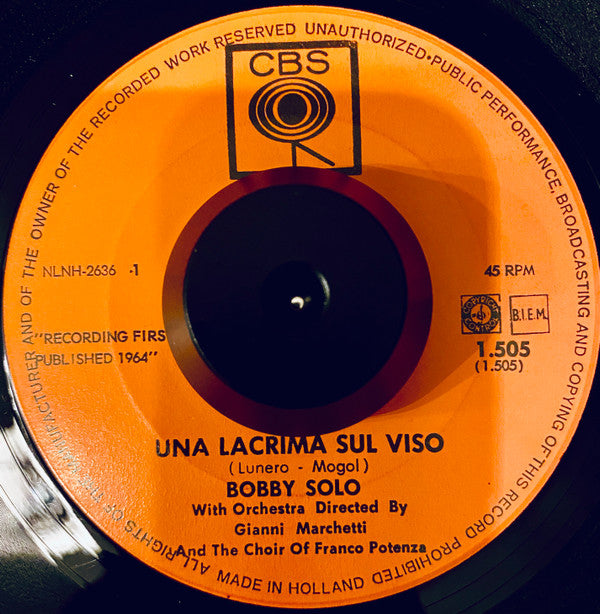 ALL RIGHTS OF THE MANUFACTURER AND OF THE OWNER OF THE RECORDED WORK RESERVED UNAUTHORIZED•PUBLIC PERFORMANCE, BROADCASTING AND COPYING OF THIS RECORD PROHIBITED MADE IN HOLLAND
CBS
NLNH-2636 -1
45 RPM
COPYRIGHT CONTROL
B.I.E.M.
"RECORDING FIRS
PUBLISHED 1964"
1.505
(1.505)
UNA LACRIMA SUL VISO
(Lunero - Mogol)
BOBBY SOLO
With Orchestra Directed By
Gianni Marchetti
And The Choir Of Franco Potenza